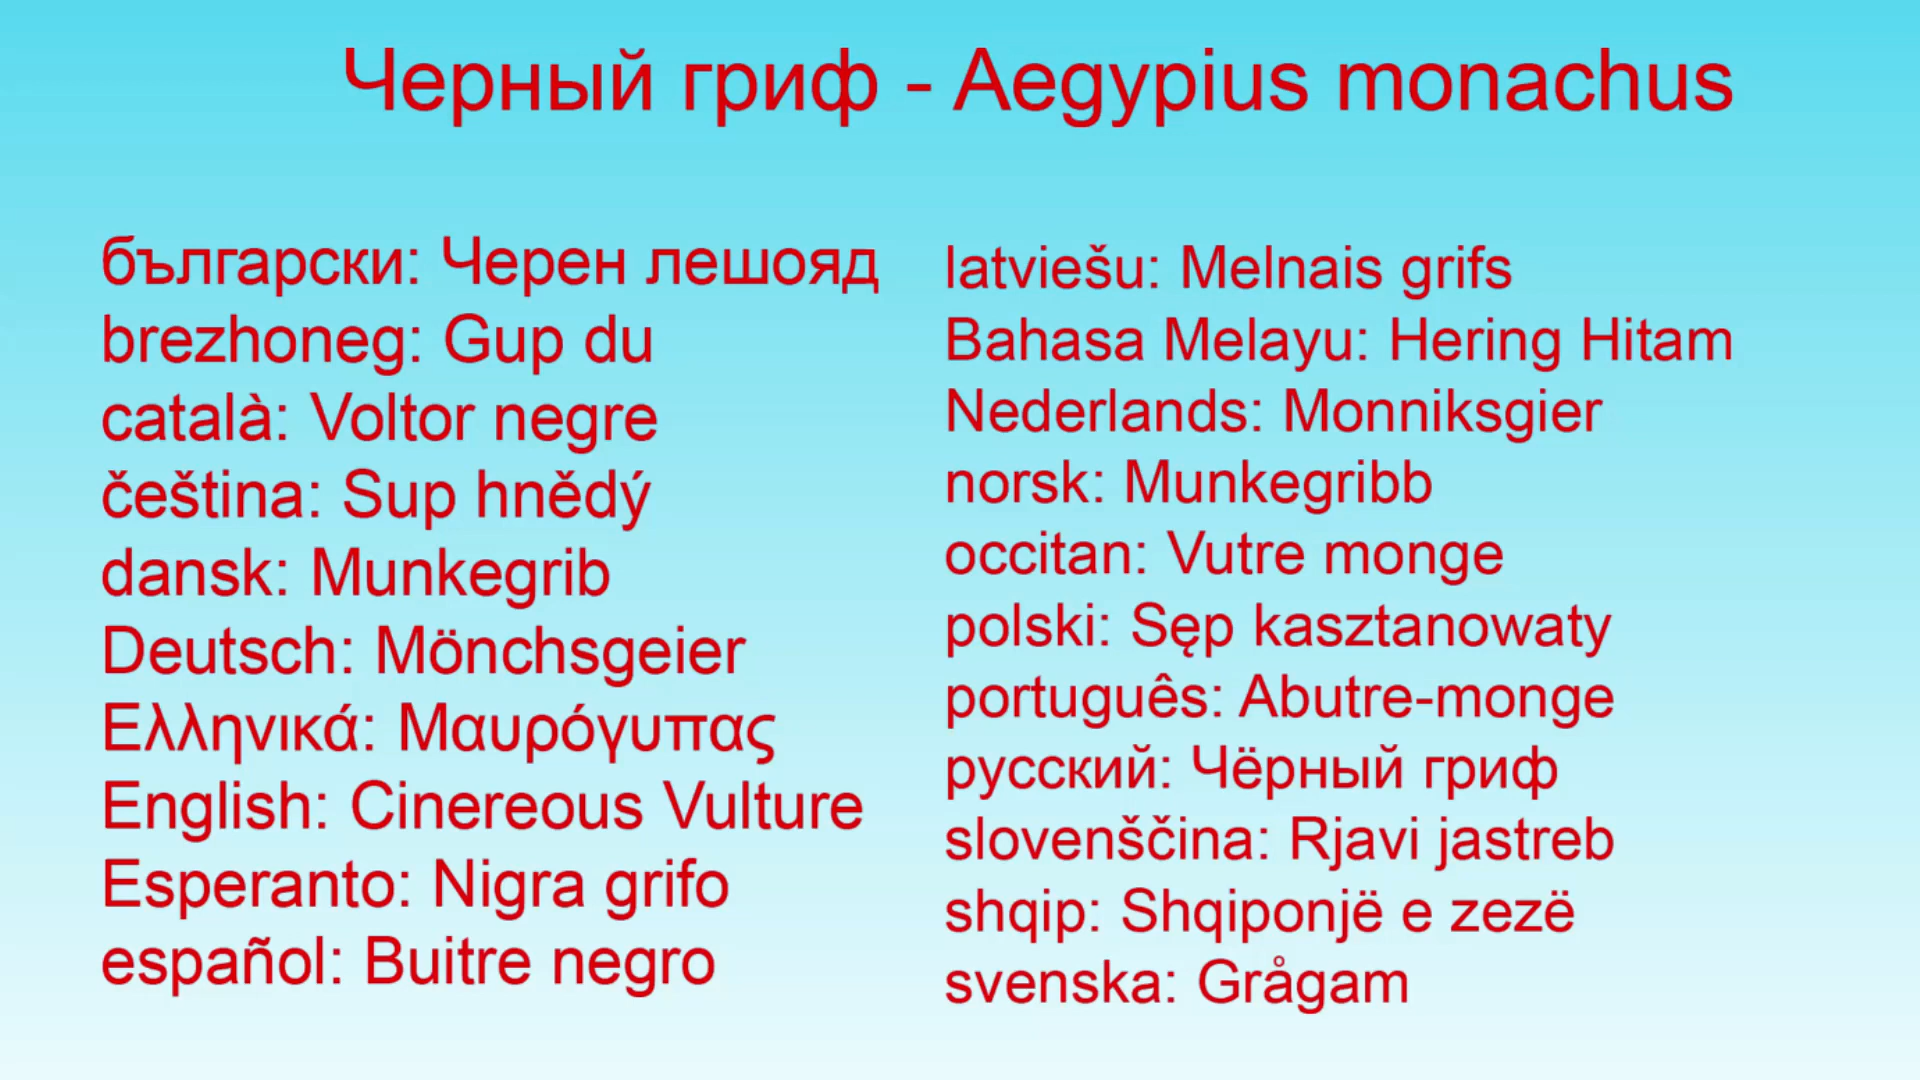 Черный гриф - Aegypius monachus
български: Черен лешояд
brezhoneg: Gup du
català: Voltor negre
čeština: Sup hnědý
dansk: Munkegrib
Deutsch: Mönchsgeier
Ελληνικά: Μαυρόγυπας
English: Cinereous Vulture
Esperanto: Nigra grifo
español: Buitre negro
latviešu: Melnais grifs
Bahasa Melayu: Hering Hitam
Nederlands: Monniksgier
norsk: Munkegribb
occitan: Vutre monge
polski: Sęp kasztanowaty
português: Abutre-monge
русский: Чёрный гриф
slovenščina: Rjavi jastreb
shqip: Shqiponjë e zezë
svenska: Grågam